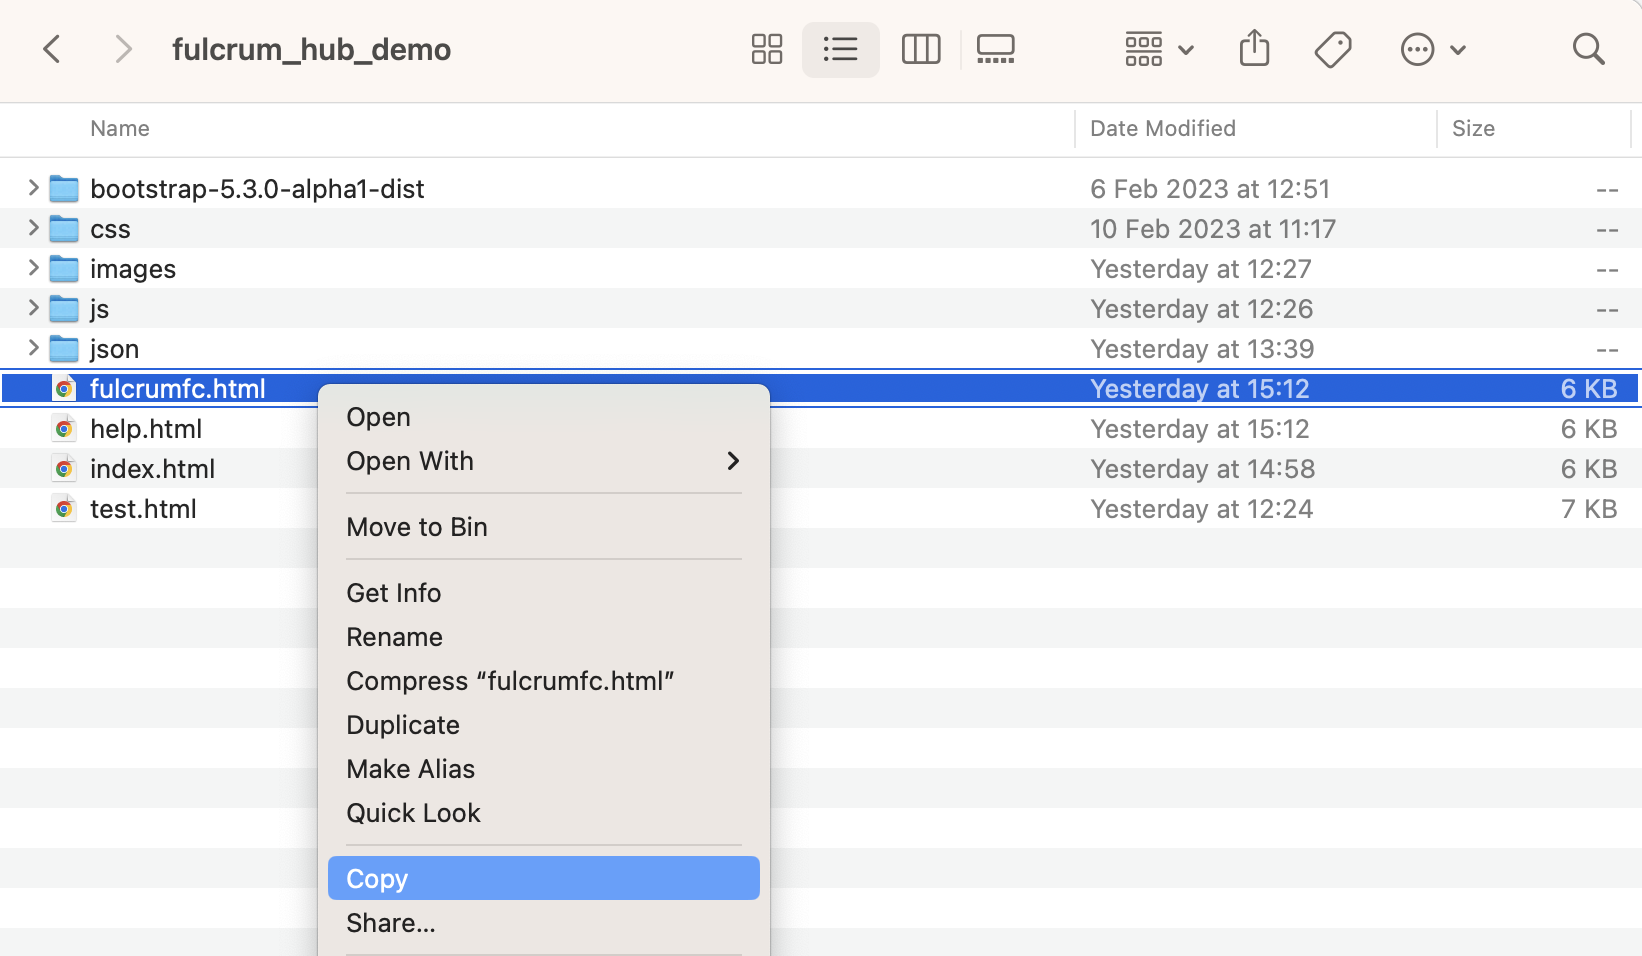 fulcrum_hub_demo
Name Date Modified Size
bootstrap-5.3.0-alpha1-dist 6 Feb 2023 at 12:51 --
css 10 Feb 2023 at 11:17 --
images Yesterday at 12:27 --
js Yesterday at 12:26 --
json Yesterday at 13:39 --
fulcrumfc.html Yesterday at 15:12 6 KB
help.html Yesterday at 15:12 6 KB
index.html Yesterday at 14:58 6 KB
test.html Yesterday at 12:24 7 KB
Open
Open With
Move to Bin
Get Info
Rename
Compress “fulcrumfc.html”
Duplicate
Make Alias
Quick Look
Copy
Share...